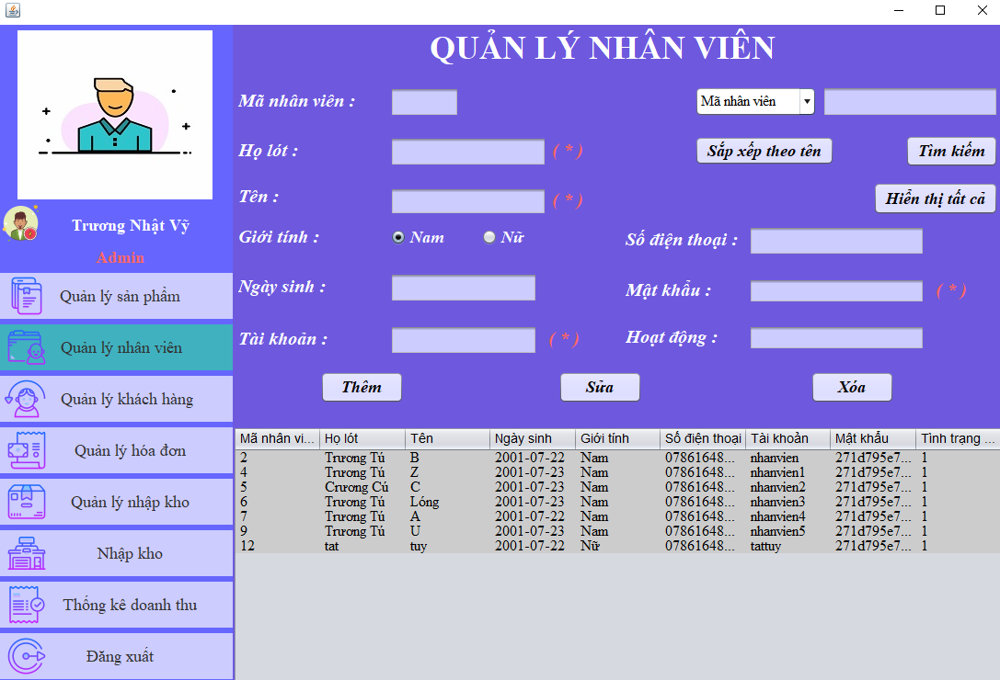 QUẢN LÝ NHÂN VIÊN
Trương Nhật Vỹ
Admin
Quản lý sản phẩm
Quản lý nhân viên
Quản lý khách hàng
Quản lý hóa đơn
Quản lý nhập kho
Nhập kho
Thống kê doanh thu
Đăng xuất
Mã nhân viên :
Mã nhân viên
Họ lót : ( * )
Sắp xếp theo tên Tìm kiếm
Tên : ( * )
Hiển thị tất cả
Giới tính : Nam Nữ
Số điện thoại :
Ngày sinh :
Mật khẩu : ( * )
Tài khoản : ( * )
Hoạt động :
Thêm Sửa Xóa
Mã nhân vi... Họ lót Tên Ngày sinh Giới tính Số điện thoại Tài khoản Mật khẩu Tình trạng ...
2 Trương Tú B 2001-07-22 Nam 07861648... nhanvien 271d795e7... 1
4 Trương Tú Z 2001-07-23 Nam 07861648... nhanvien1 271d795e7... 1
5 Crương Cú C 2001-07-23 Nam 07861648... nhanvien2 271d795e7... 1
6 Trương Tú Lóng 2001-07-23 Nam 07861648... nhanvien3 271d795e7... 1
7 Trương Tú A 2001-07-22 Nam 07861648... nhanvien4 271d795e7... 1
9 Trương Tú U 2001-07-23 Nam 07861648... nhanvien5 271d795e7... 1
12 tat tuy 2001-07-22 Nữ 07861648... tattuy 271d795e7... 1